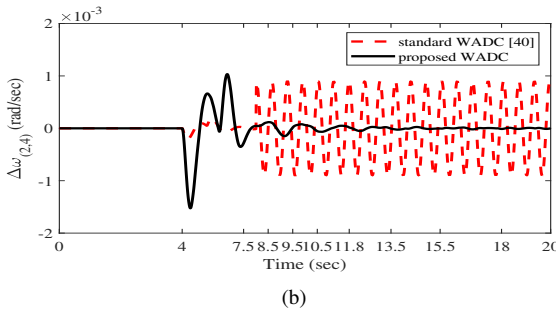 ×10⁻³
2
standard WADC [40]
proposed WADC
1
0
-1
-2
Δω(2,4) (rad/sec)
0 4 7.5 8.5 9.5 10.5 11.8 13.5 15.5 18 20
Time (sec)
(b)